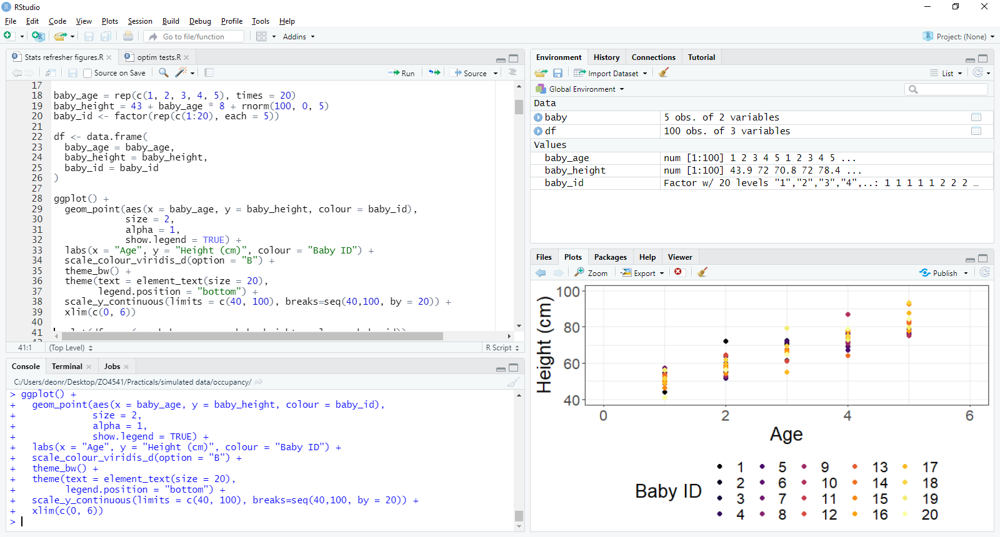 RStudio
File Edit Code View Plots Session Build Debug Profile Tools Help
Go to file/function Addins Project: (None)
Stats refresher figures.R optim tests.R
Source on Save Run Source
17
18 baby_age = rep(c(1, 2, 3, 4, 5), times = 20)
19 baby_height = 43 + baby_age * 8 + rnorm(100, 0, 5)
20 baby_id <- factor(rep(c(1:20), each = 5))
21
22 df <- data.frame(
23 baby_age = baby_age,
24 baby_height = baby_height,
25 baby_id = baby_id
26 )
27
28 ggplot() +
29 geom_point(aes(x = baby_age, y = baby_height, colour = baby_id),
30 size = 2,
31 alpha = 1,
32 show.legend = TRUE) +
33 labs(x = "Age", y = "Height (cm)", colour = "Baby ID") +
34 scale_colour_viridis_d(option = "B") +
35 theme_bw() +
36 theme(text = element_text(size = 20),
37 legend.position = "bottom") +
38 scale_y_continuous(limits = c(40, 100), breaks=seq(40,100, by = 20)) +
39 xlim(c(0, 6))
40
41
41:1 (Top Level) R Script
Console Terminal Jobs
C:/Users/deonr/Desktop/ZO4541/Practicals/simulated data/occupancy/
> ggplot() +
+ geom_point(aes(x = baby_age, y = baby_height, colour = baby_id),
+ size = 2,
+ alpha = 1,
+ show.legend = TRUE) +
+ labs(x = "Age", y = "Height (cm)", colour = "Baby ID") +
+ scale_colour_viridis_d(option = "B") +
+ theme_bw() +
+ theme(text = element_text(size = 20),
+ legend.position = "bottom") +
+ scale_y_continuous(limits = c(40, 100), breaks=seq(40,100, by = 20)) +
+ xlim(c(0, 6))
>
Environment History Connections Tutorial
Import Dataset List
Global Environment
Data
baby 5 obs. of 2 variables
df 100 obs. of 3 variables
Values
baby_age num [1:100] 1 2 3 4 5 1 2 3 4 5 ...
baby_height num [1:100] 43.9 72 70.8 72 78.4 ...
baby_id Factor w/ 20 levels "1","2","3","4",..: 1 1 1 1 1 2 2 2 …
Files Plots Packages Help Viewer
Zoom Export Publish
Height (cm)
100
80
60
40
0 2 4 6
Age
Baby ID
1 5 9 13 17
2 6 10 14 18
3 7 11 15 19
4 8 12 16 20